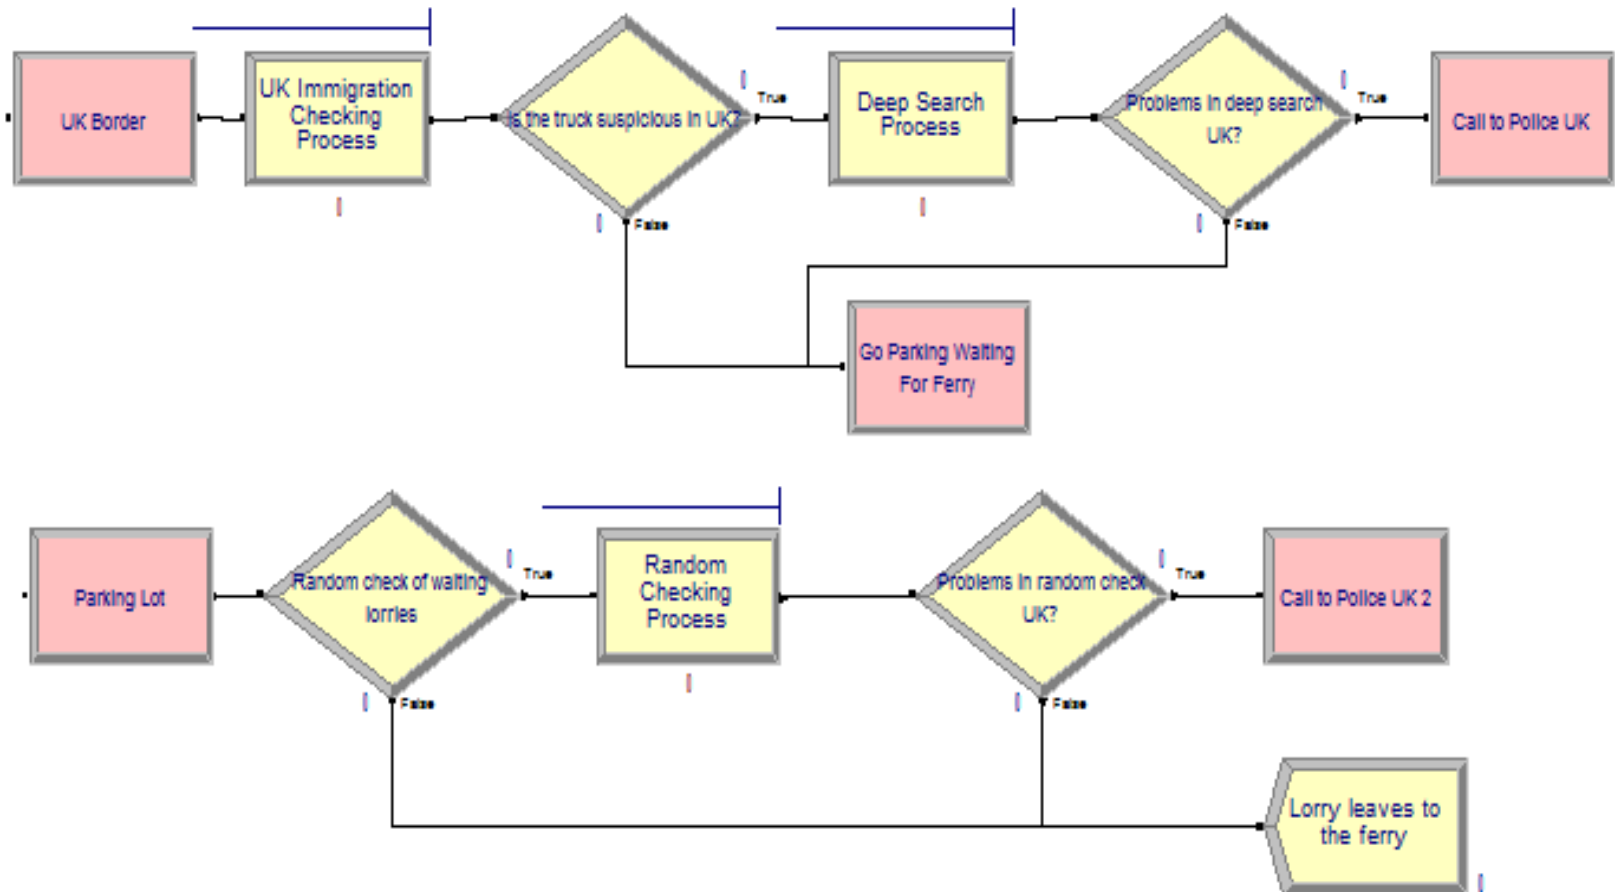 UK Border
UK Immigration
Checking
Process
Is the truck suspicious in UK?
True
False
Deep Search
Process
Problems in deep search
UK?
True
False
Call to Police UK
Go Parking Waiting
For Ferry
Parking Lot
Random check of waiting
lorries
True
False
Random
Checking
Process
Problems in random check
UK?
True
False
Call to Police UK 2
Lorry leaves to
the ferry